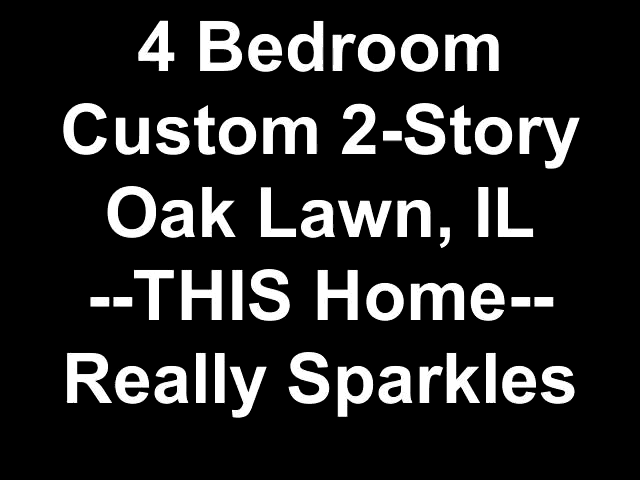 4 Bedroom
Custom 2-Story
Oak Lawn, IL
--THIS Home--
Really Sparkles